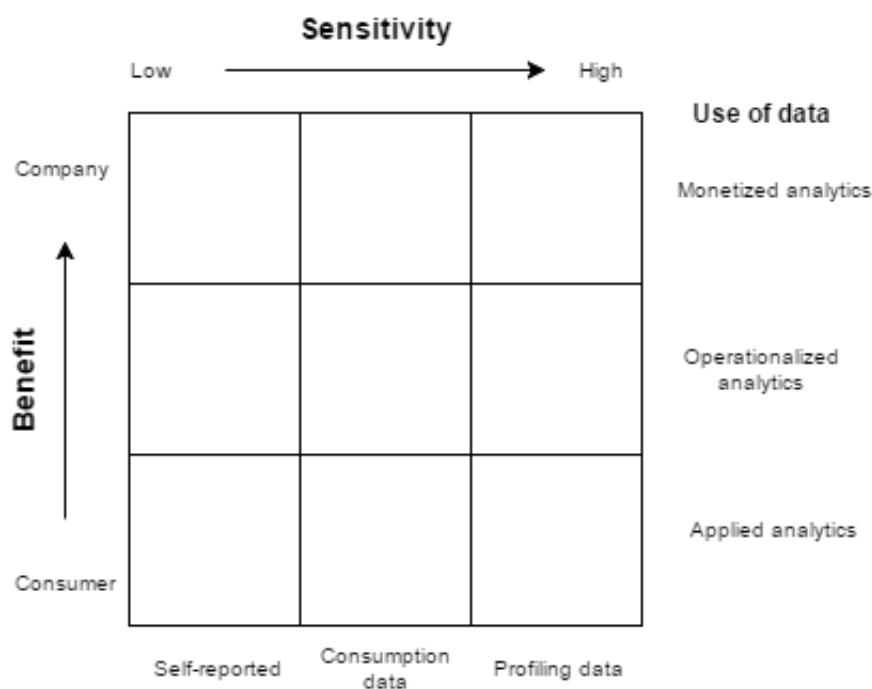 Sensitivity
Low
High
Use of data
Company
Monetized analytics
Benefit
Operationalized
analytics
Applied analytics
Consumer
Self-reported
Consumption
data
Profiling data